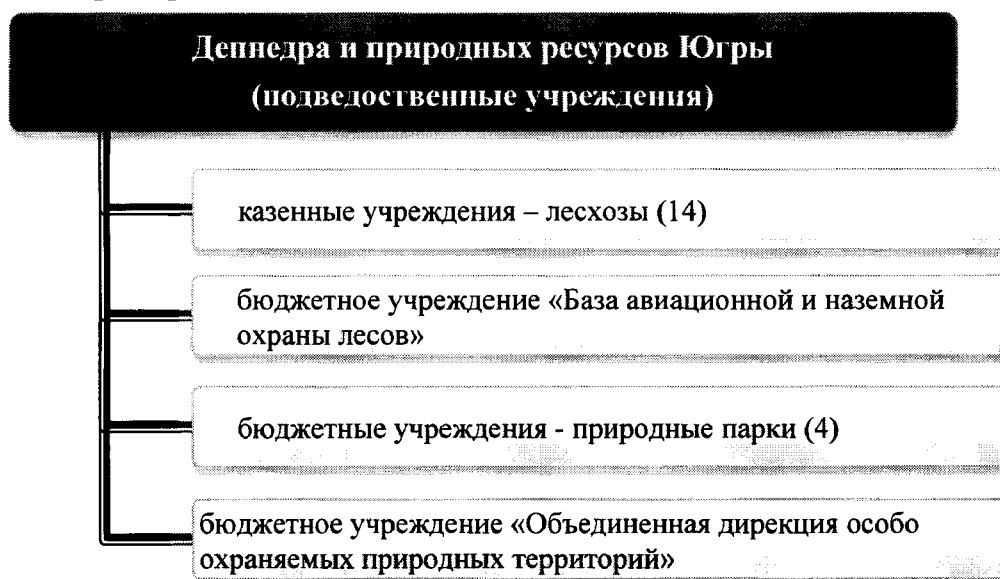 Депнедра и природных ресурсов Югры
(подведоственные учреждения)
казенные учреждения – лесхозы (14)
бюджетное учреждение «База авиационной и наземной
охраны лесов»
бюджетные учреждения - природные парки (4)
бюджетное учреждение «Объединенная дирекция особо
охраняемых природных территорий»